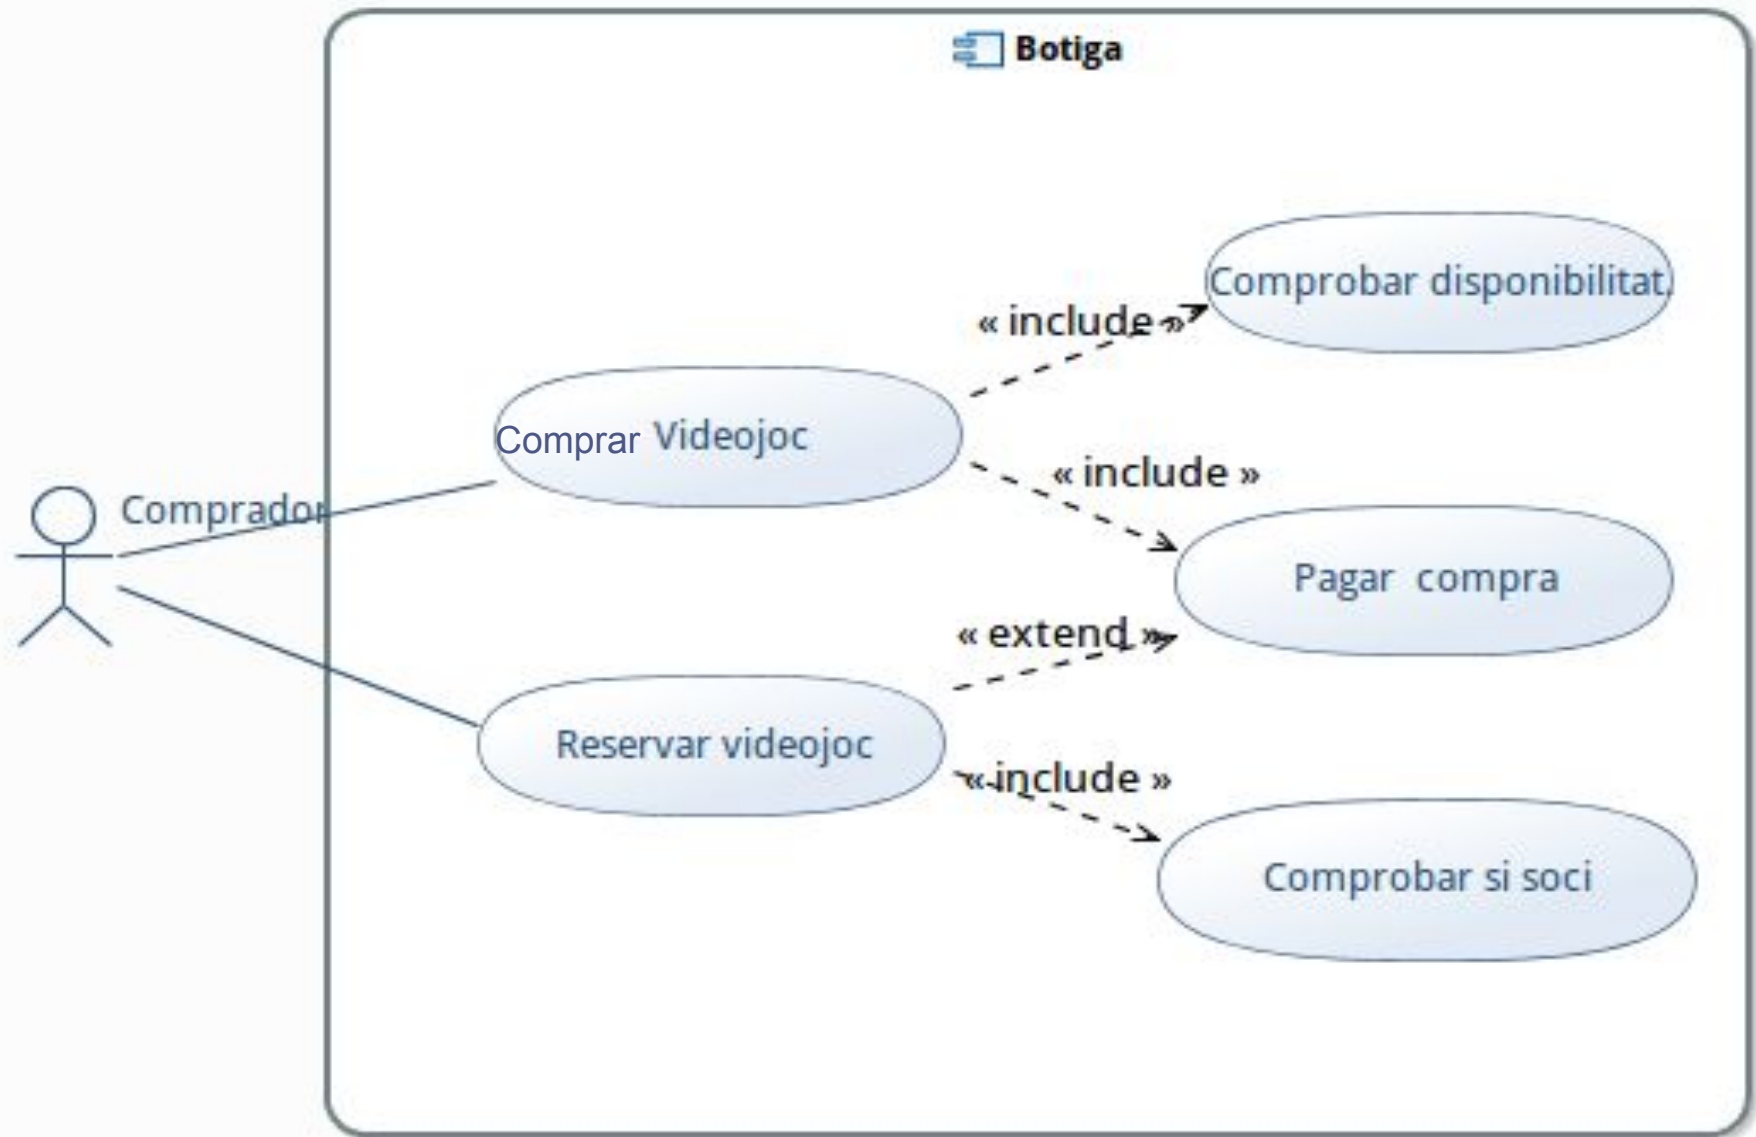 Botiga
Comprobar disponibilitat.
« include »
Comprar Videojoc
« include »
Comprador
Pagar compra
« extend »
Reservar videojoc
« include »
Comprobar si soci